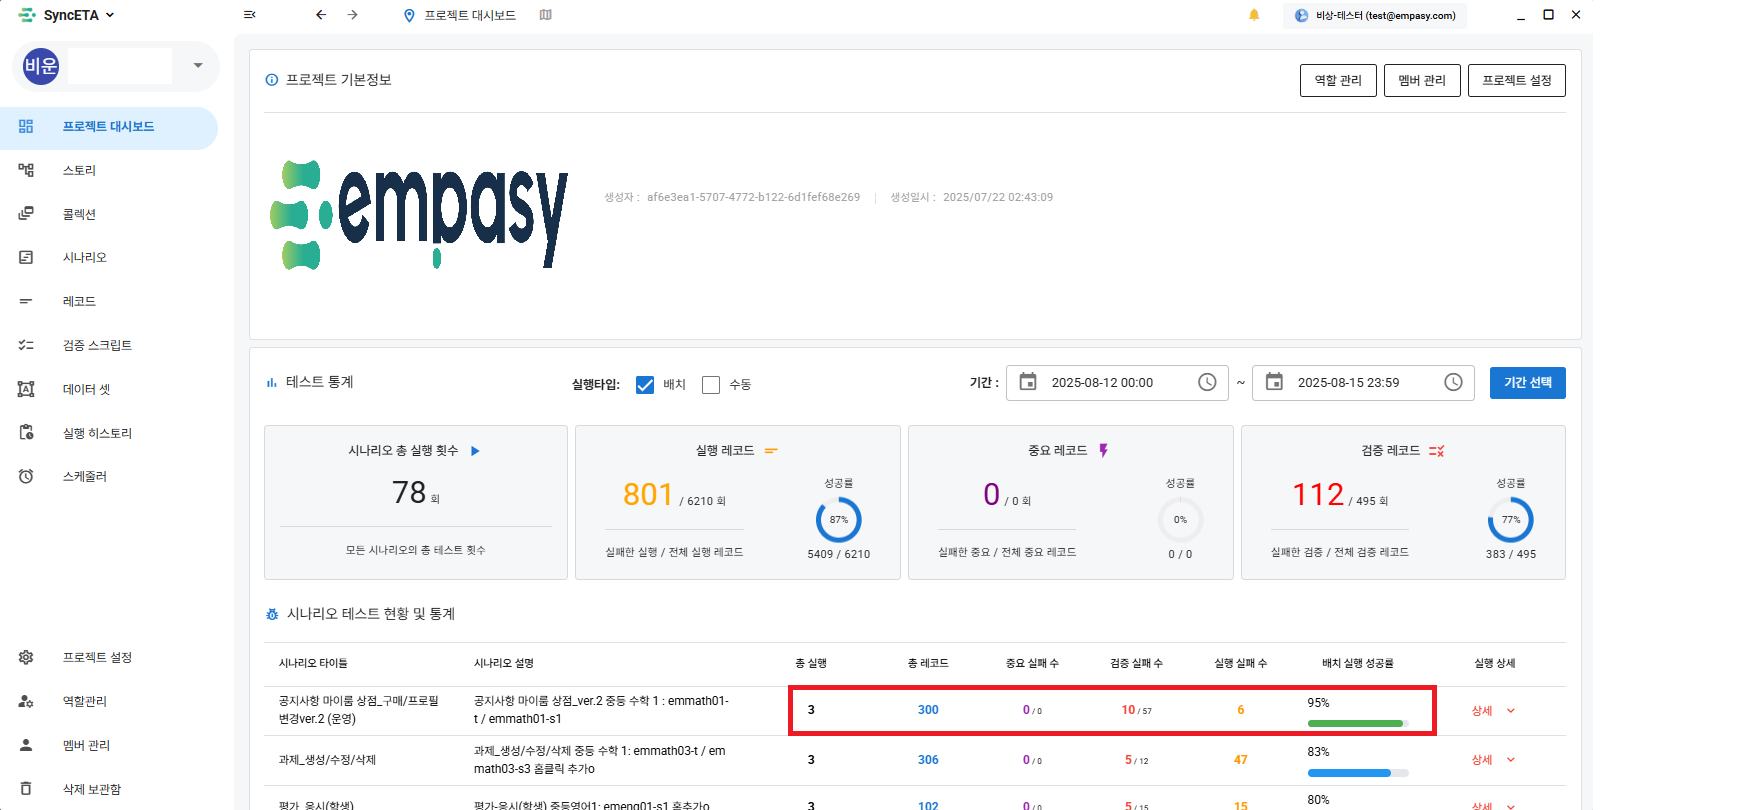 SyncETA
프로젝트 대시보드
비상-테스터 (test@empasy.com)
비운
프로젝트 대시보드
스토리
콜렉션
시나리오
레코드
검증 스크립트
데이터 셋
실행 히스토리
스케줄러
프로젝트 설정
역할관리
멤버 관리
삭제 보관함
프로젝트 기본정보
역할 관리
멤버 관리
프로젝트 설정
empasy
생성자 : af6e3ea1-5707-4772-b122-6d1fef68e269 | 생성일시 : 2025/07/22 02:43:09
테스트 통계
실행타입: 배치 수동
기간 : 2025-08-12 00:00 ~ 2025-08-15 23:59 기간 선택
시나리오 총 실행 횟수
78 회
모든 시나리오의 총 테스트 횟수
실행 레코드
801 / 6210 회
실패한 실행 / 전체 실행 레코드
성공률
87%
5409 / 6210
중요 레코드
0 / 0 회
실패한 중요 / 전체 중요 레코드
성공률
0%
0 / 0
검증 레코드
112 / 495 회
실패한 검증 / 전체 검증 레코드
성공률
77%
383 / 495
시나리오 테스트 현황 및 통계
시나리오 타이틀 시나리오 설명 총 실행 총 레코드 중요 실패 수 검증 실패 수 실행 실패 수 배치 실행 성공률 실행 상세
공지사항 마이룸 상점_구매/프로필
변경ver.2 (운영)
공지사항 마이룸 상점_ver.2 중등 수학 1 : emmath01-
t / emmath01-s1
3 300 0 / 0 10 / 57 6 95% 상세
과제_생성/수정/삭제
과제_생성/수정/삭제 중등 수학 1: emmath03-t / em
math03-s3 홈클릭 추가o
3 306 0 / 0 5 / 12 47 83% 상세
평가_응시(학생) 평가-응시(학생) 중등영어1: emeng01-s1 홈추가o 3 102 0 / 0 5 / 15 15 80% 상세